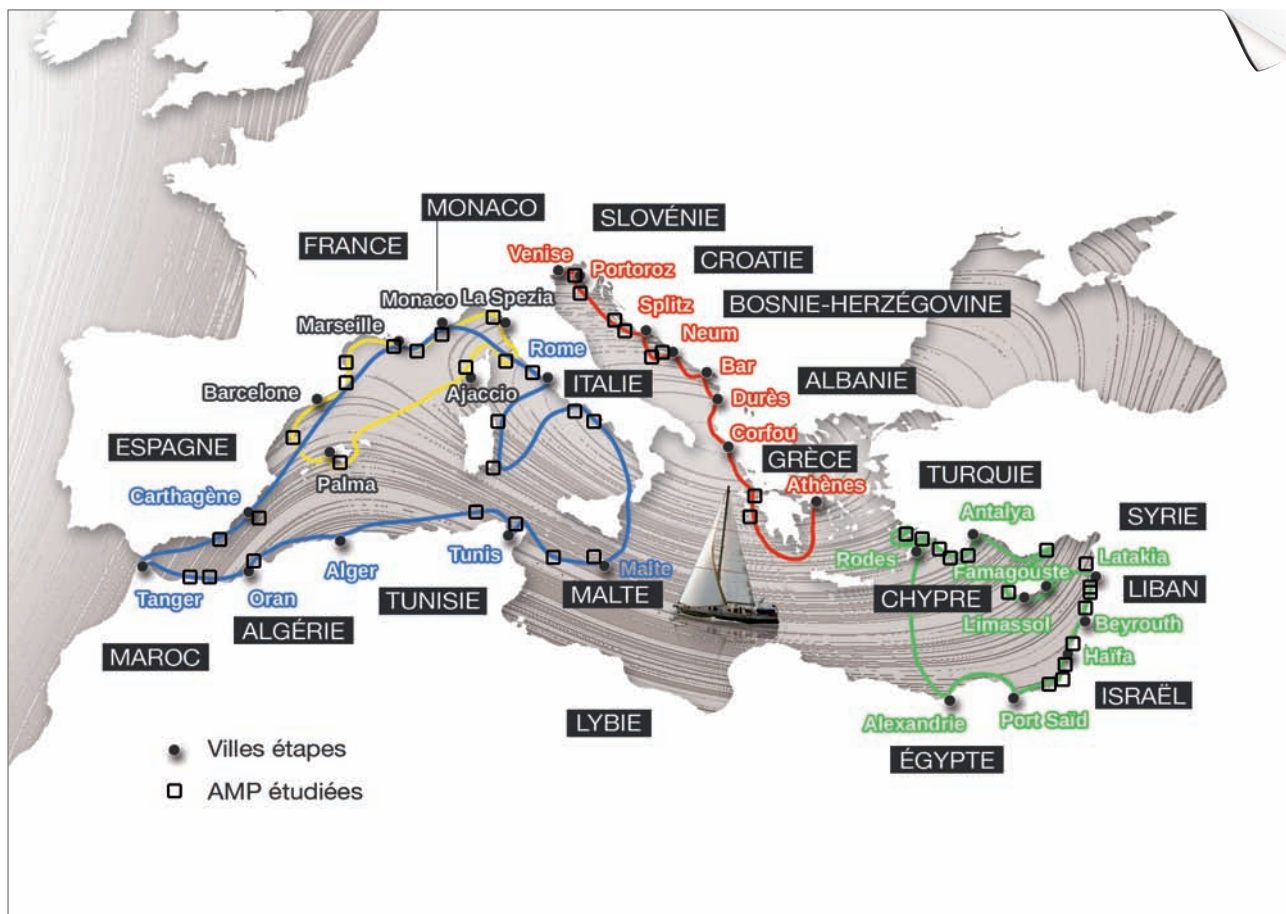 MONACO
SLOVÉNIE
FRANCE
Venise
Portoroz
CROATIE
Monaco
La Spezia
BOSNIE-HERZÉGOVINE
Marseille
Splitz
Neum
Rome
Bar
ITALIE
ALBANIE
Barcelone
Ajaccio
Durès
ESPAGNE
Corfou
GRÈCE
Palma
Athènes
TURQUIE
Carthagène
Antalya
SYRIE
Tunis
Rodes
Latakia
Alger
Famagouste
Malte
Tanger
Oran
TUNISIE
MALTE
CHYPRE
LIBAN
ALGÉRIE
Limassol
Beyrouth
MAROC
Haïfa
ISRAËL
LYBIE
Alexandrie
Port Saïd
Villes étapes
ÉGYPTE
AMP étudiées